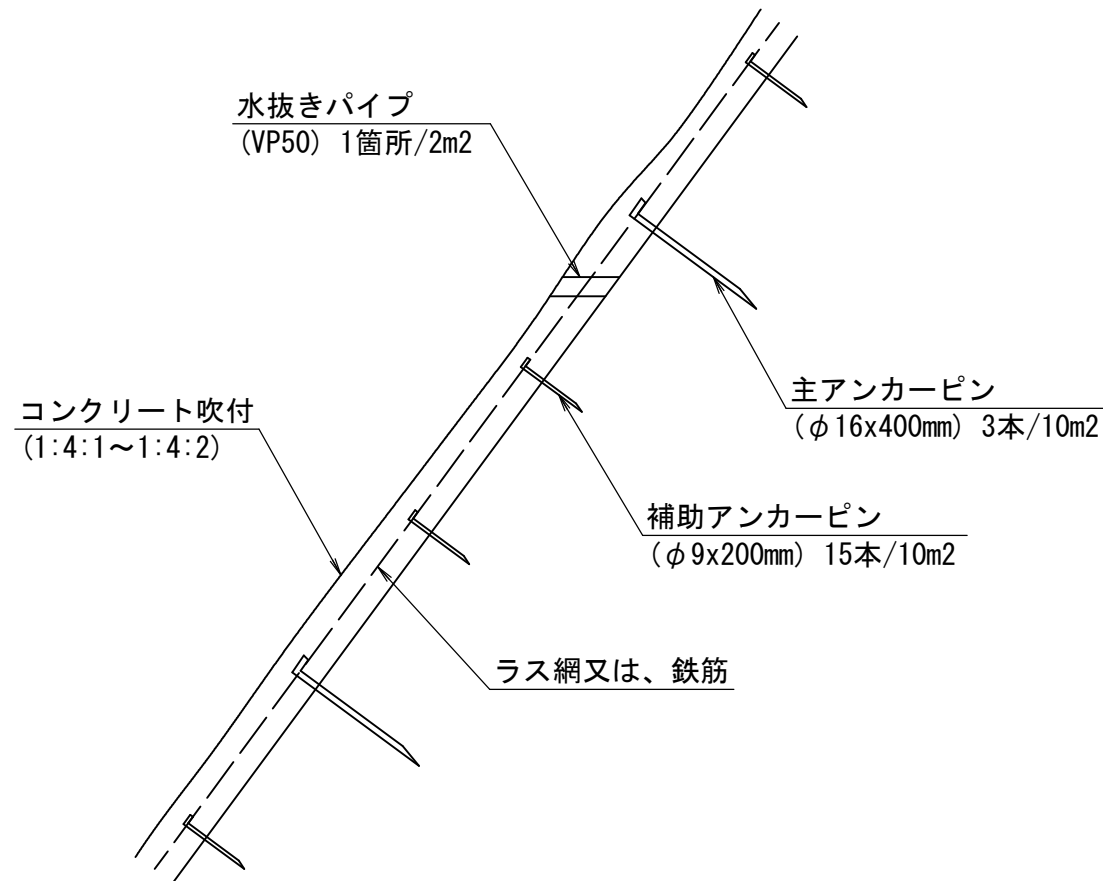 水抜きパイプ
(VP50) 1箇所/2m2
コンクリート吹付
(1:4:1～1:4:2)
主アンカーピン
(φ16x400mm) 3本/10m2
補助アンカーピン
(φ9x200mm) 15本/10m2
ラス網又は、鉄筋